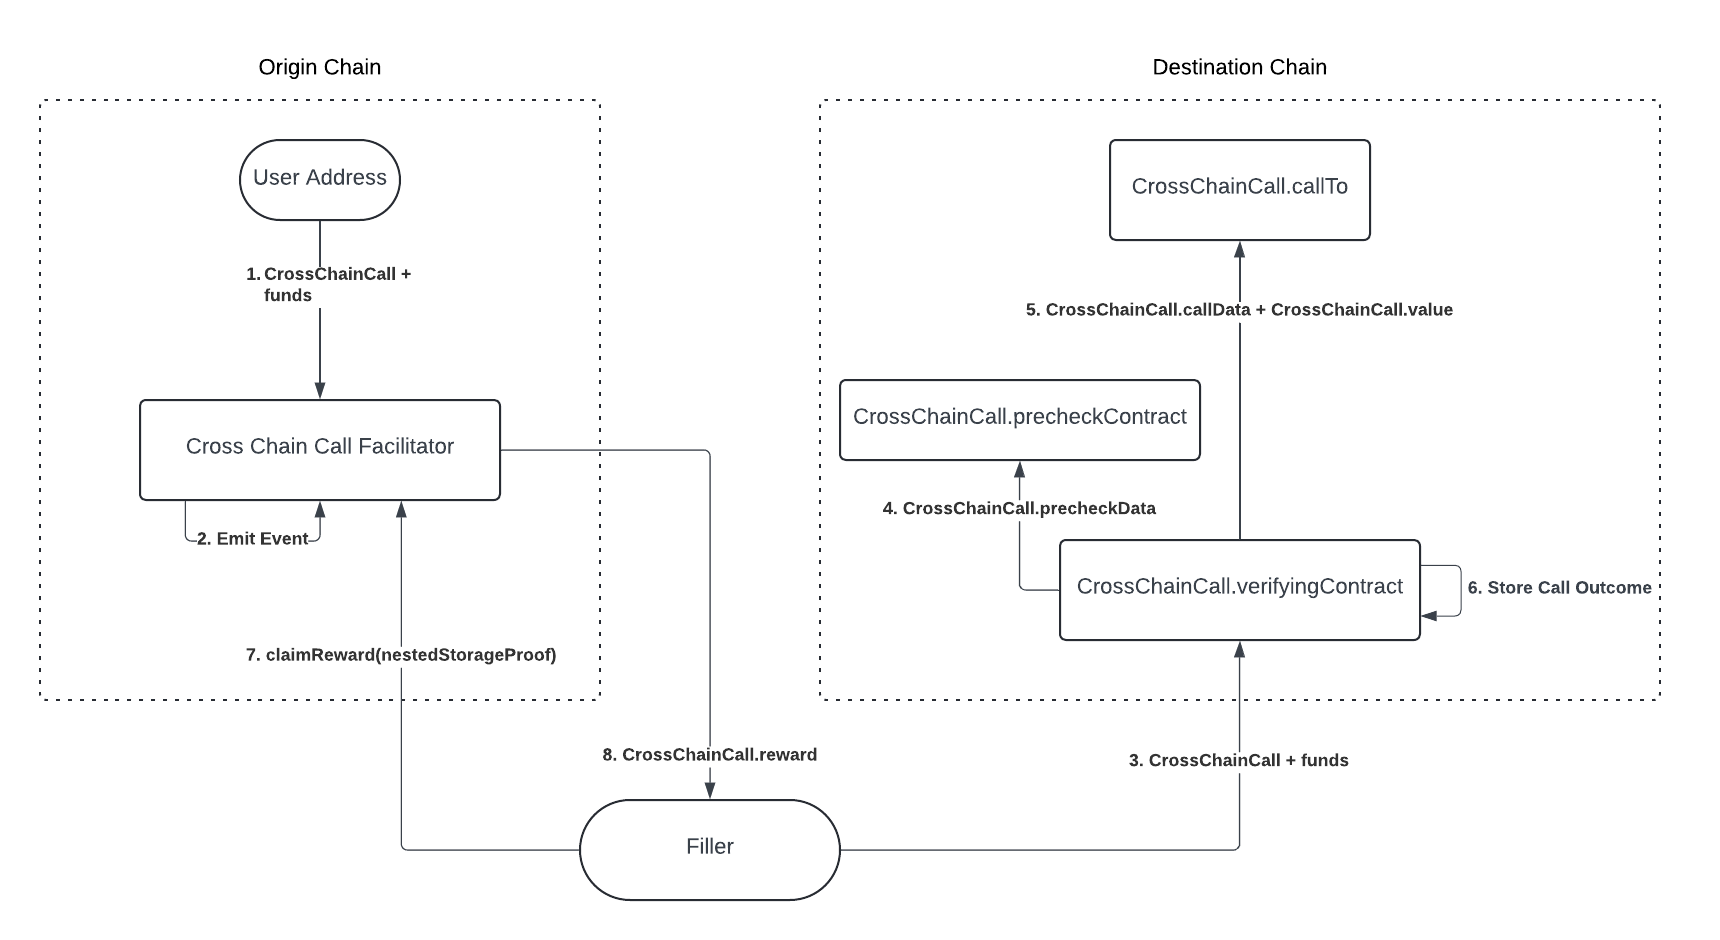 Origin Chain
Destination Chain
User Address
CrossChainCall.callTo
1. CrossChainCall +
funds
5. CrossChainCall.callData + CrossChainCall.value
Cross Chain Call Facilitator
CrossChainCall.precheckContract
2. Emit Event
4. CrossChainCall.precheckData
CrossChainCall.verifyingContract
6. Store Call Outcome
7. claimReward(nestedStorageProof)
8. CrossChainCall.reward
3. CrossChainCall + funds
Filler